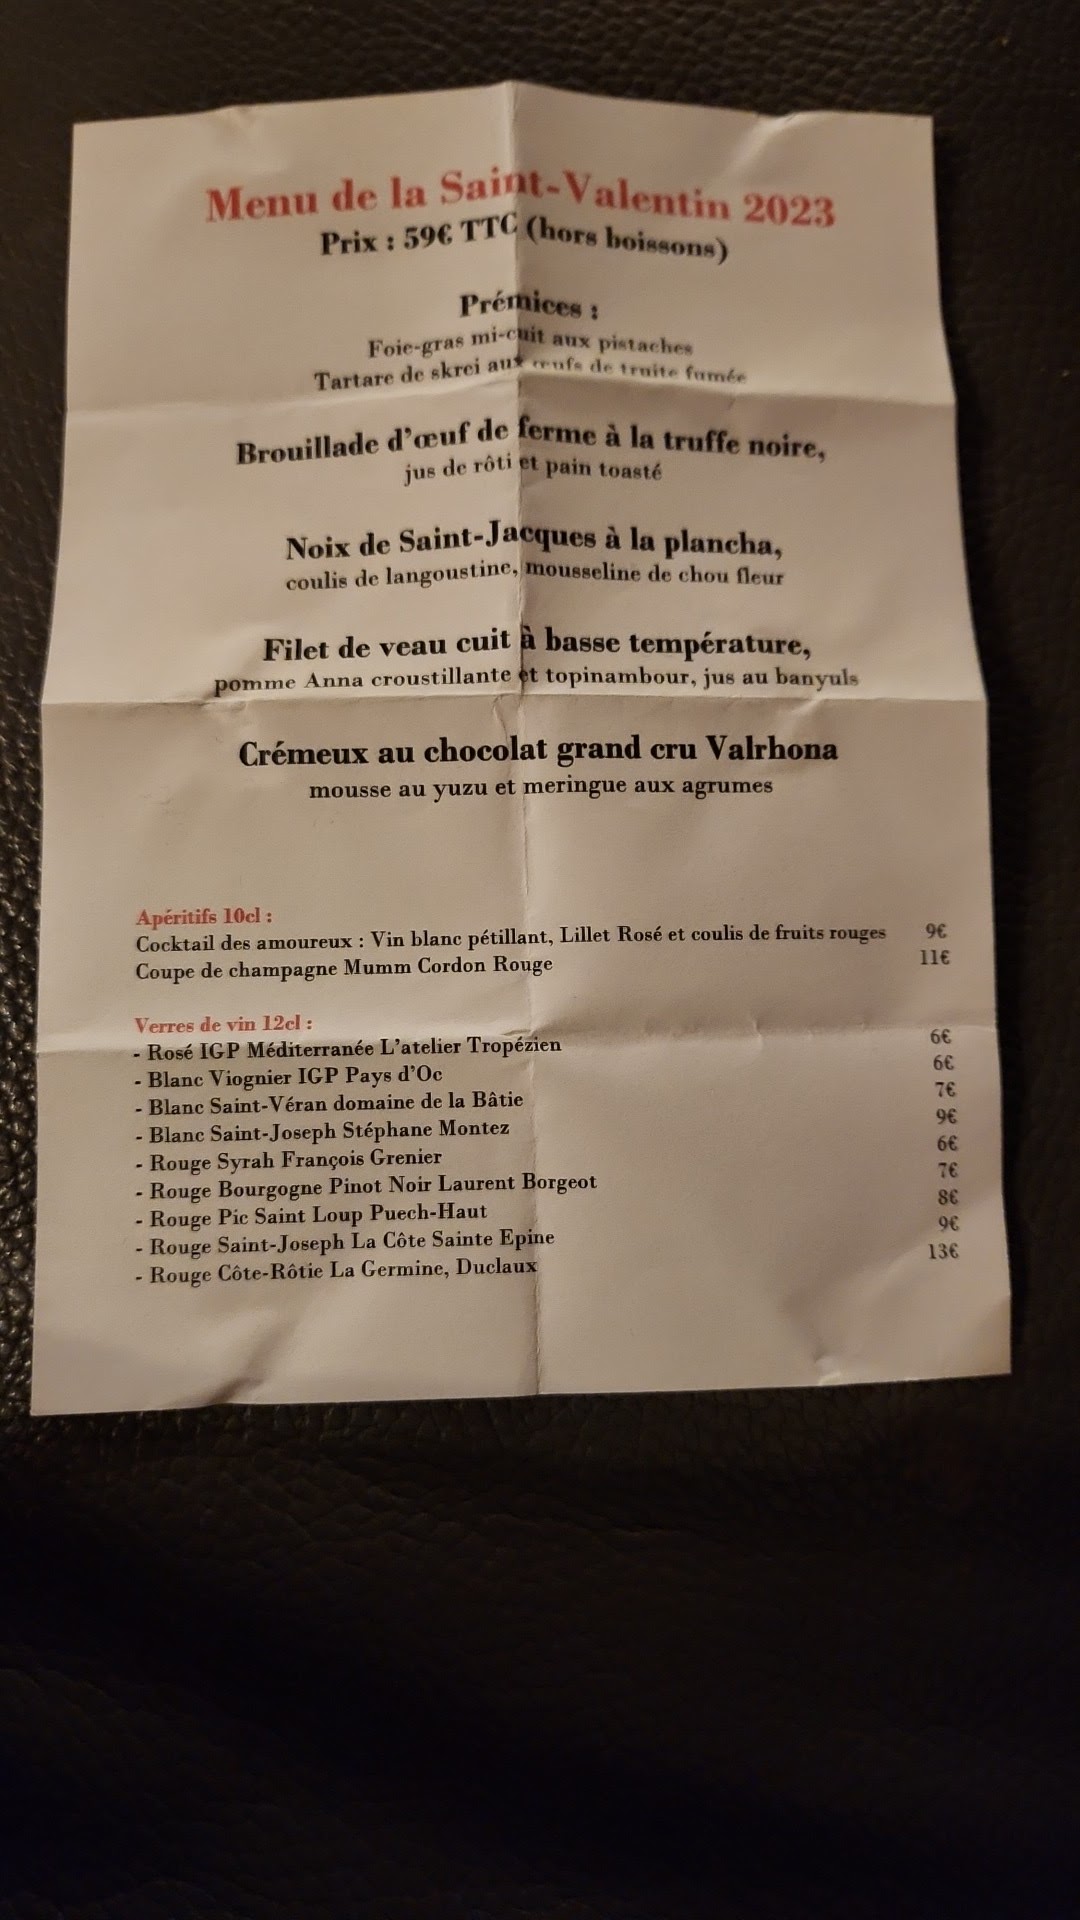 Menu de la Saint-Valentin 2023
Prix : 59€ TTC (hors boissons)
Prémices :
Foie-gras mi-cuit aux pistaches
Tartare de skrei aux œufs de truite fumée
Brouillade d'œuf de ferme à la truffe noire,
jus de rôti et pain toasté
Noix de Saint-Jacques à la plancha,
coulis de langoustine, mousseline de chou fleur
Filet de veau cuit à basse température,
pomme Anna croustillante et topinambour, jus au banyuls
Crémeux au chocolat grand cru Valrhona
mousse au yuzu et meringue aux agrumes
Apéritifs 10cl :
Cocktail des amoureux : Vin blanc pétillant, Lillet Rosé et coulis de fruits rouges 9€
Coupe de champagne Mumm Cordon Rouge 11€
Verres de vin 12cl :
- Rosé IGP Méditerranée L'atelier Tropézien 6€
- Blanc Viognier IGP Pays d'Oc 6€
- Blanc Saint-Véran domaine de la Bâtie 7€
- Blanc Saint-Joseph Stéphane Montez 9€
- Rouge Syrah François Grenier 6€
- Rouge Bourgogne Pinot Noir Laurent Borgeot 7€
- Rouge Pic Saint Loup Puech-Haut 8€
- Rouge Saint-Joseph La Côte Sainte Epine 9€
- Rouge Côte-Rôtie La Germine, Duclaux 13€